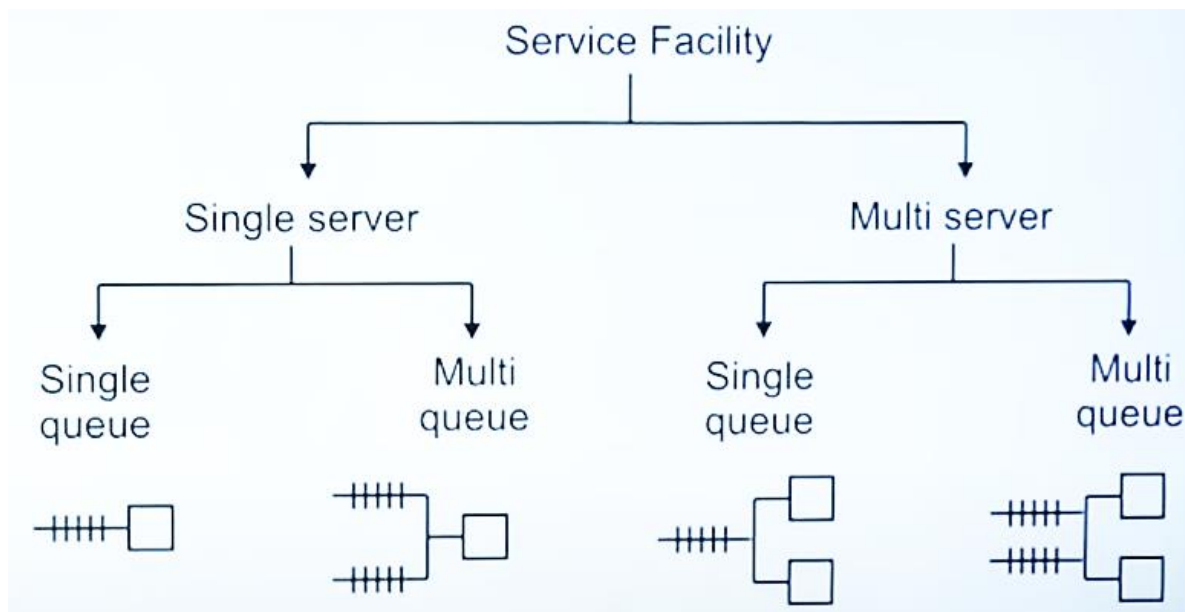 Service Facility
Single server
Multi server
Single
queue
Multi
queue
Single
queue
Multi
queue